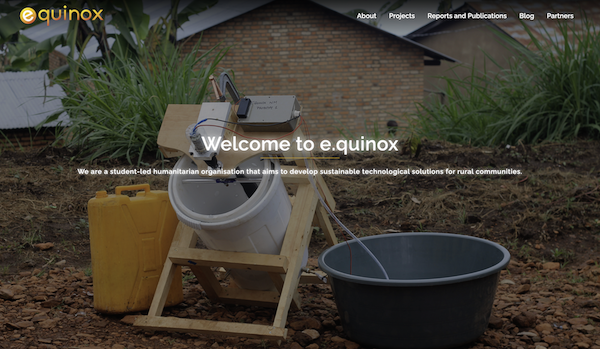 equinox
About Projects Reports and Publications Blog Partners
Welcome to e.quinox
We are a student-led humanitarian organisation that aims to develop sustainable technological solutions for rural communities.